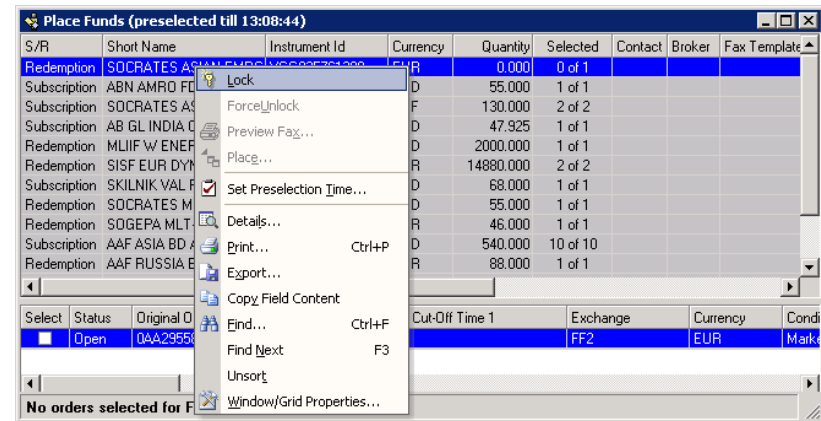 Place Funds (preselected till 13:08:44)
S/R Short Name Instrument Id Currency Quantity Selected Contact Broker Fax Template
Redemption SOCRATES ASIAN EMRG EUR 0.000 0 of 1
Subscription ABN AMRO FD D 55.000 1 of 1
Subscription SOCRATES AS F 130.000 2 of 2
Subscription AB GL INDIA D 47.925 1 of 1
Redemption MLIIF W ENER D 2000.000 1 of 1
Redemption SISF EUR DYN R 14880.000 2 of 2
Subscription SKILNIK VAL F D 68.000 1 of 1
Redemption SOCRATES M D 55.000 1 of 1
Redemption SOGEPA MLT- R 46.000 1 of 1
Subscription AAF ASIA BD D 540.000 10 of 10
Redemption AAF RUSSIA E R 88.000 1 of 1
Lock
ForceUnlock
Preview Fax...
Place...
Set Preselection Time...
Details...
Print... Ctrl+P
Export...
Copy Field Content
Find... Ctrl+F
Find Next F3
Unsort
Window/Grid Properties...
Select Status Original O Cut-Off Time 1 Exchange Currency Condi
Open 0AA29558 FF2 EUR Marke
No orders selected for F